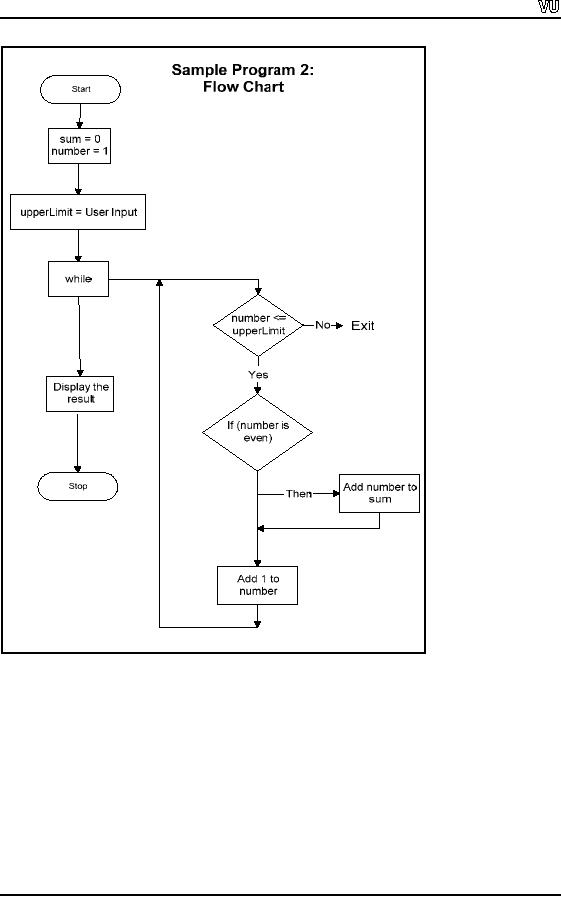 VU
Sample Program 2:
Flow Chart
Start
sum = 0
number = 1
upperLimit = User Input
while
number <=
upperLimit
No
Exit
Yes
Display the
result
If (number is
even)
Stop
Then
Add number to
sum
Add 1 to
number